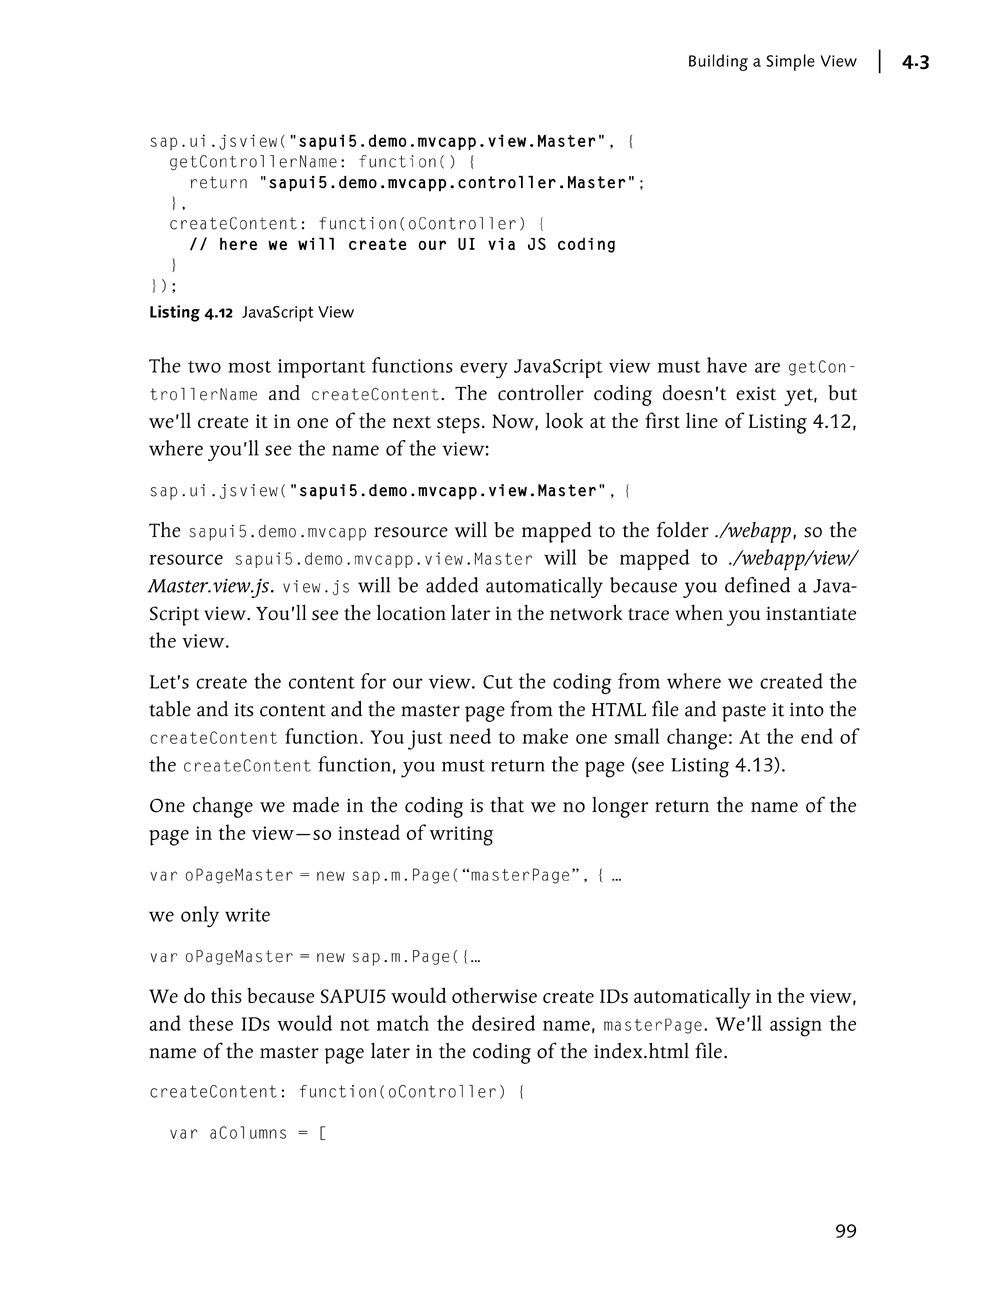 Building a Simple View | 4.3
sap.ui.jsview("sapui5.demo.mvcapp.view.Master", {
  getControllerName: function() {
    return "sapui5.demo.mvcapp.controller.Master";
  },
  createContent: function(oController) {
    // here we will create our UI via JS coding
  }
});
Listing 4.12 JavaScript View
The two most important functions every JavaScript view must have are getCon-
trollerName and createContent. The controller coding doesn't exist yet, but
we'll create it in one of the next steps. Now, look at the first line of Listing 4.12,
where you'll see the name of the view:
sap.ui.jsview("sapui5.demo.mvcapp.view.Master", {
The sapui5.demo.mvcapp resource will be mapped to the folder ./webapp, so the
resource sapui5.demo.mvcapp.view.Master will be mapped to ./webapp/view/
Master.view.js. view.js will be added automatically because you defined a Java-
Script view. You'll see the location later in the network trace when you instantiate
the view.
Let's create the content for our view. Cut the coding from where we created the
table and its content and the master page from the HTML file and paste it into the
createContent function. You just need to make one small change: At the end of
the createContent function, you must return the page (see Listing 4.13).
One change we made in the coding is that we no longer return the name of the
page in the view—so instead of writing
var oPageMaster = new sap.m.Page(“masterPage”, { …
we only write
var oPageMaster = new sap.m.Page({…
We do this because SAPUI5 would otherwise create IDs automatically in the view,
and these IDs would not match the desired name, masterPage. We'll assign the
name of the master page later in the coding of the index.html file.
createContent: function(oController) {
  var aColumns = [
99